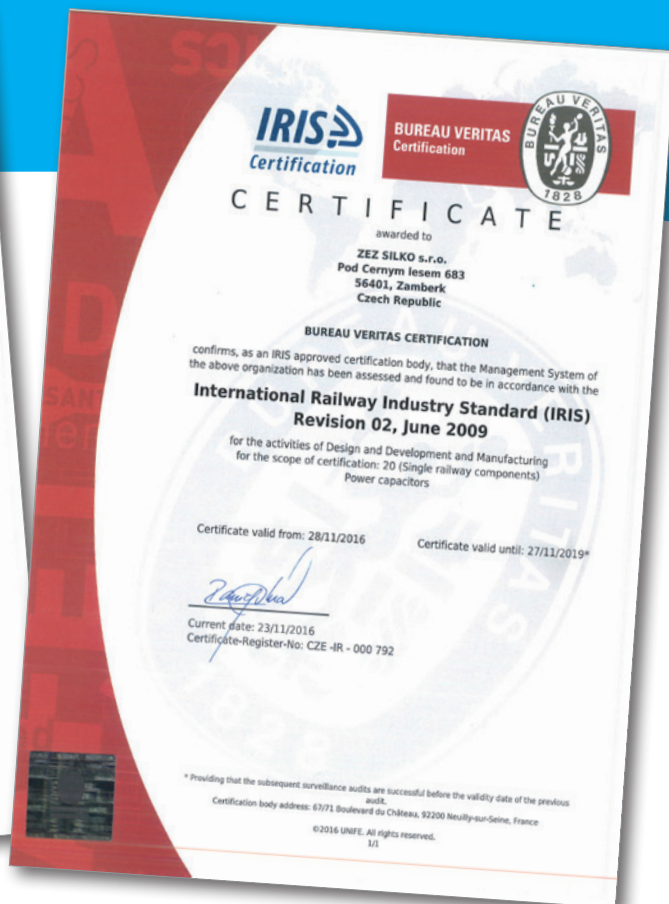 IRIS
Certification
BUREAU VERITAS
Certification
BUREAU VERITAS
1828
CERTIFICATE
awarded to
ZEZ SILKO s.r.o.
Pod Cernym lesem 683
56401, Zamberk
Czech Republic
BUREAU VERITAS CERTIFICATION
confirms, as an IRIS approved certification body, that the Management System of
the above organization has been assessed and found to be in accordance with the
International Railway Industry Standard (IRIS)
Revision 02, June 2009
for the activities of Design and Development and Manufacturing
for the scope of certification: 20 (Single railway components)
Power capacitors
Certificate valid from: 28/11/2016
Certificate valid until: 27/11/2019*
Current date: 23/11/2016
Certificate-Register-No: CZE -IR - 000 792
* Providing that the subsequent surveillance audits are successful before the validity date of the previous
audit.
Certification body address: 67/71 Boulevard du Château, 92200 Neuilly-sur-Seine, France
©2016 UNIFE. All rights reserved.
1/1